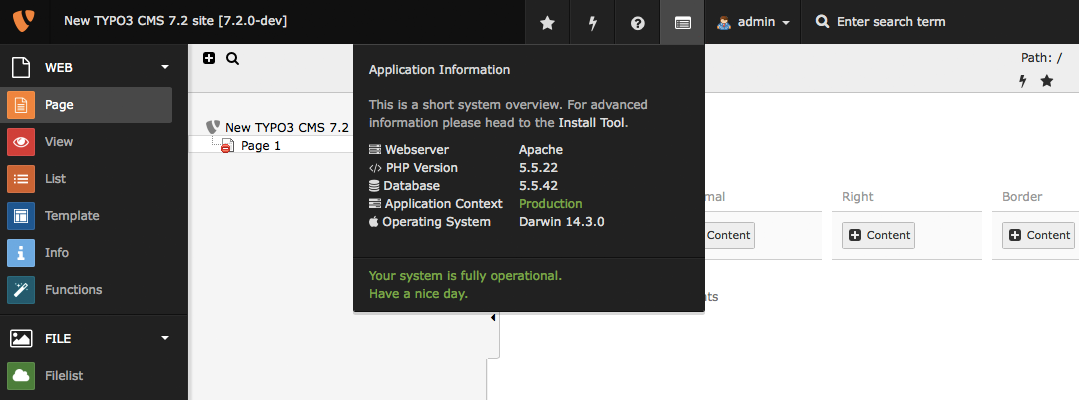 New TYPO3 CMS 7.2 site [7.2.0-dev]
admin
Enter search term
WEB
Page
View
List
Template
Info
Functions
FILE
Filelist
New TYPO3 CMS 7.2
Page 1
Application Information
This is a short system overview. For advanced
information please head to the Install Tool.
Webserver Apache
PHP Version 5.5.22
Database 5.5.42
Application Context Production
Operating System Darwin 14.3.0
Your system is fully operational.
Have a nice day.
Path: /
Right
Border
Content
Content
Content